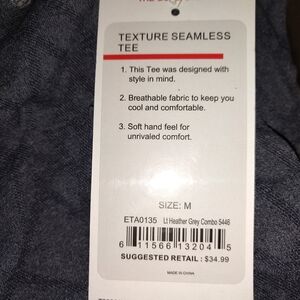 TEXTURE SEAMLESS
TEE
1. This Tee was designed with
style in mind.
2. Breathable fabric to keep you
cool and comfortable.
3. Soft hand feel for
unrivaled comfort.
SIZE: M
ETA0135 Lt Heather Grey Combo 5446
6 11566 13204 5
SUGGESTED RETAIL : $34.99
MADE IN CHINA